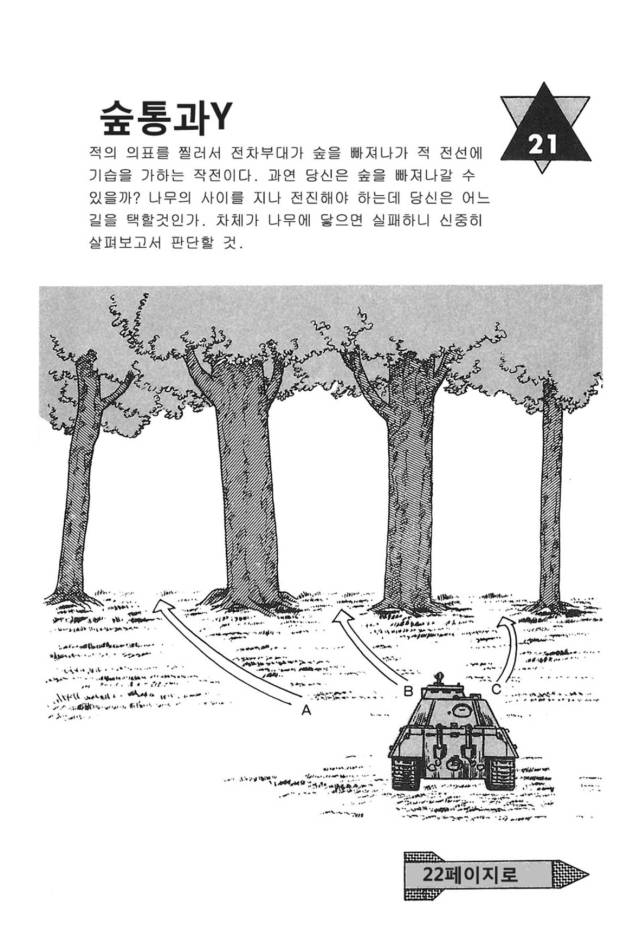 숲통과Y
21
적의 의표를 찔러서 전차부대가 숲을 빠져나가 적 전선에
기습을 가하는 작전이다. 과연 당신은 숲을 빠져나갈 수
있을까? 나무의 사이를 지나 전진해야 하는데 당신은 어느
길을 택할것인가. 차체가 나무에 닿으면 실패하니 신중히
살펴보고서 판단할 것.
A
B
C
22페이지로